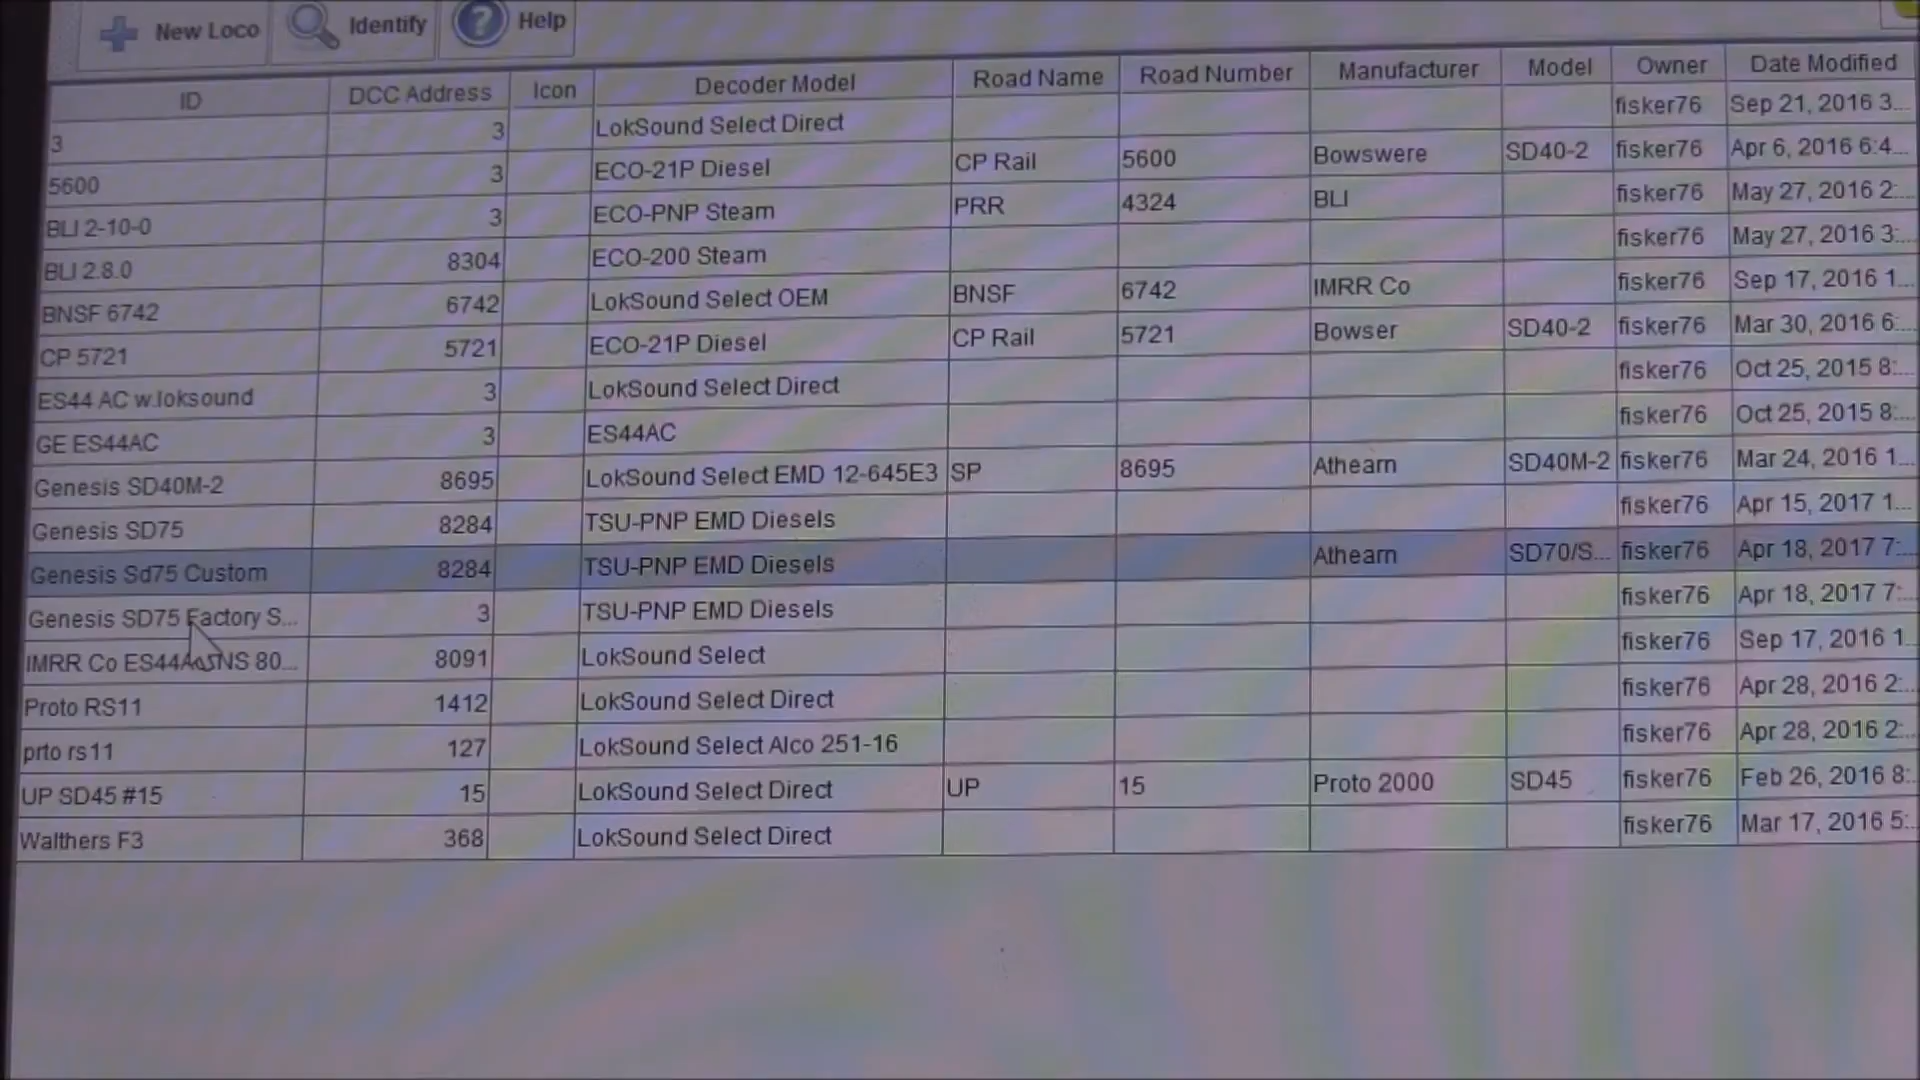 New Loco Identify Help
ID DCC Address Icon Decoder Model Road Name Road Number Manufacturer Model Owner Date Modified
3 3 LokSound Select Direct fisker76 Sep 21, 2016 3...
5600 3 ECO-21P Diesel CP Rail 5600 Bowswere SD40-2 fisker76 Apr 6, 2016 6:4...
BLI 2-10-0 3 ECO-PNP Steam PRR 4324 BLI fisker76 May 27, 2016 2:...
BLI 2.8.0 8304 ECO-200 Steam fisker76 May 27, 2016 3:...
BNSF 6742 6742 LokSound Select OEM BNSF 6742 IMRR Co fisker76 Sep 17, 2016 1...
CP 5721 5721 ECO-21P Diesel CP Rail 5721 Bowser SD40-2 fisker76 Mar 30, 2016 6:...
ES44 AC w.loksound 3 LokSound Select Direct fisker76 Oct 25, 2015 8:...
GE ES44AC 3 ES44AC fisker76 Oct 25, 2015 8:...
Genesis SD40M-2 8695 LokSound Select EMD 12-645E3 SP 8695 Athearn SD40M-2 fisker76 Mar 24, 2016 1...
Genesis SD75 8284 TSU-PNP EMD Diesels fisker76 Apr 15, 2017 1...
Genesis Sd75 Custom 8284 TSU-PNP EMD Diesels Athearn SD70/S... fisker76 Apr 18, 2017 7:...
Genesis SD75 Factory S... 3 TSU-PNP EMD Diesels fisker76 Apr 18, 2017 7:...
IMRR Co NS 80... 8091 LokSound Select fisker76 Sep 17, 2016 1...
Proto RS11 1412 LokSound Select Direct fisker76 Apr 28, 2016 2:...
prto rs11 127 LokSound Select Alco 251-16 fisker76 Apr 28, 2016 2:...
UP SD45 #15 15 LokSound Select Direct UP 15 Proto 2000 SD45 fisker76 Feb 26, 2016 8:...
Walthers F3 368 LokSound Select Direct fisker76 Mar 17, 2016 5:...